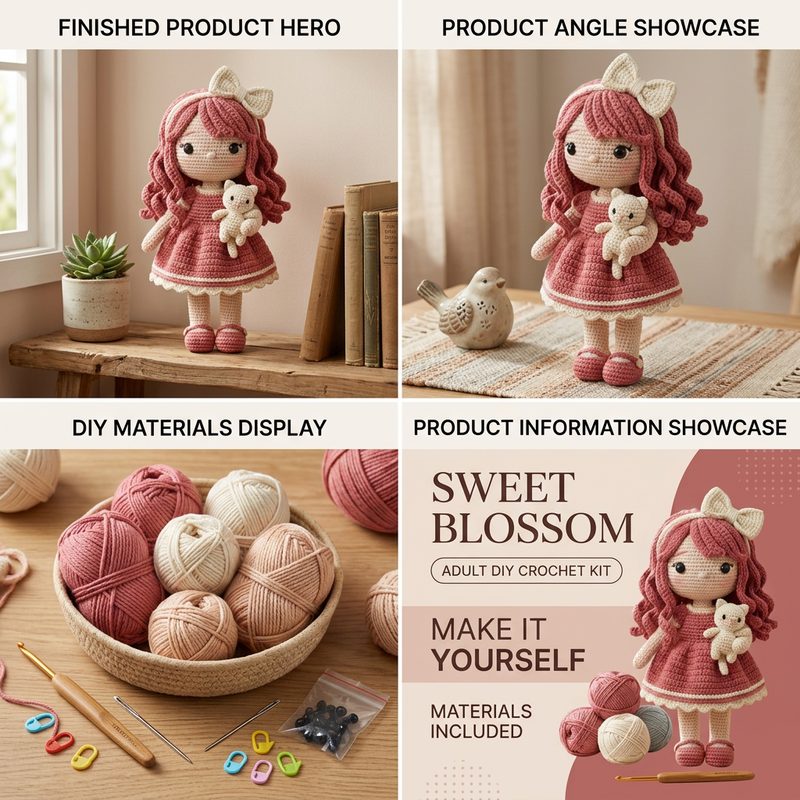 FINISHED PRODUCT HERO
PRODUCT ANGLE SHOWCASE
DIY MATERIALS DISPLAY
PRODUCT INFORMATION SHOWCASE
SWEET
BLOSSOM
ADULT DIY CROCHET KIT
MAKE IT
YOURSELF
MATERIALS
INCLUDED